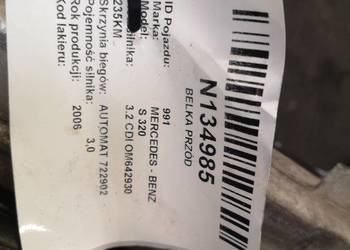 N134985
BELKA PRZÓD
ID Pojazdu: 991
Marka: MERCEDES - BENZ
Model: S 320
silnika: 3.2 CDI OM642930
235KM
Skrzynia biegów: AUTOMAT 722902
Pojemność silnika: 3,0
Rok produkcji: 2006
Kod lakieru: